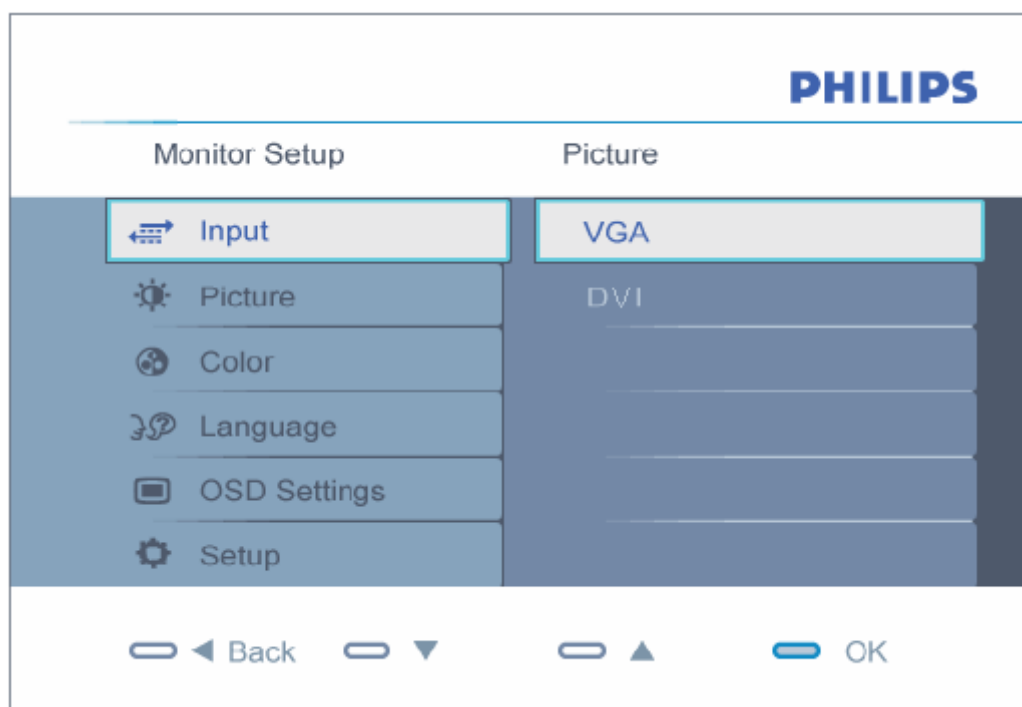 PHILIPS
Monitor Setup Picture
Input VGA
Picture DVI
Color
Language
OSD Settings
Setup
Back OK